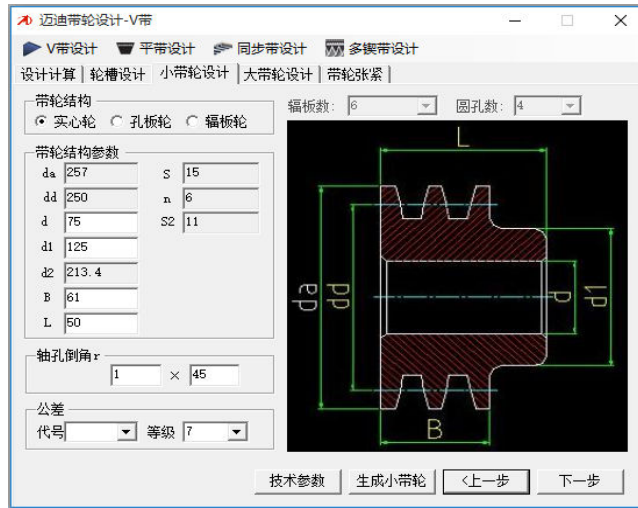 迈迪带轮设计-V带
V带设计 平带设计 同步带设计 多锲带设计
设计计算 轮槽设计 小带轮设计 大带轮设计 带轮张紧
带轮结构
实心轮 孔板轮 辐板轮
辐板数: 6 圆孔数: 4
带轮结构参数
da 257 S 15
dd 250 n 6
d 75 S2 11
d1 125
d2 213.4
B 61
L 50
轴孔倒角r
1 × 45
公差
代号 等级 7
L
da
dd
d
d1
B
技术参数 生成小带轮 <上一步 下一步